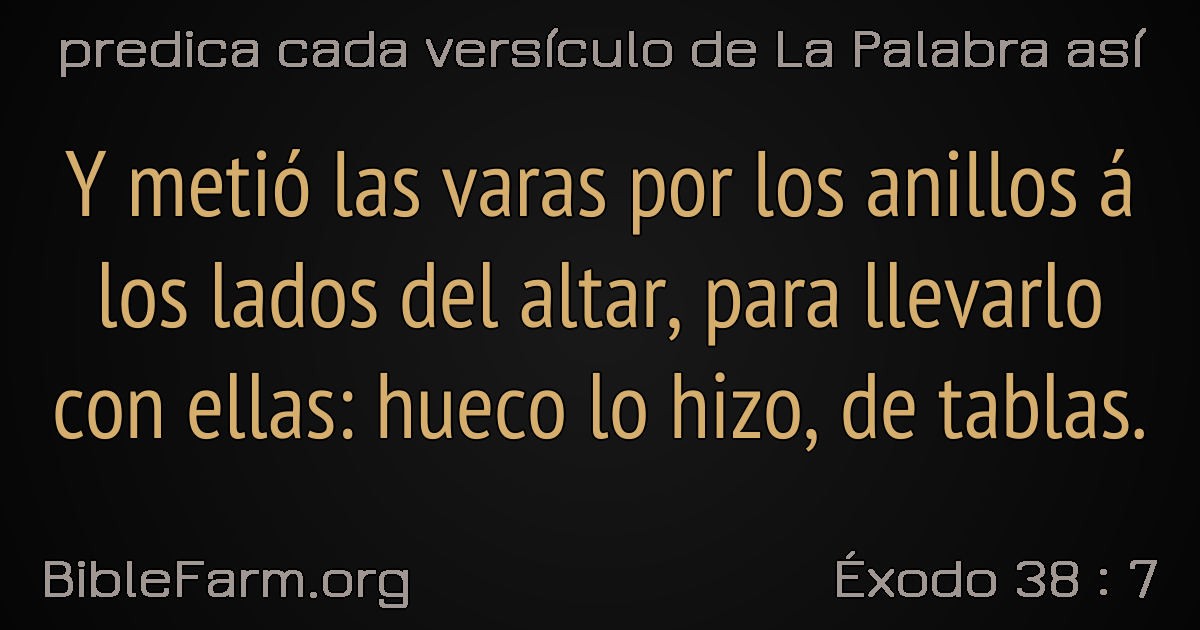 predica cada versículo de La Palabra así
Y metió las varas por los anillos á
los lados del altar, para llevarlo
con ellas: hueco lo hizo, de tablas.
BibleFarm.org
Éxodo 38 : 7